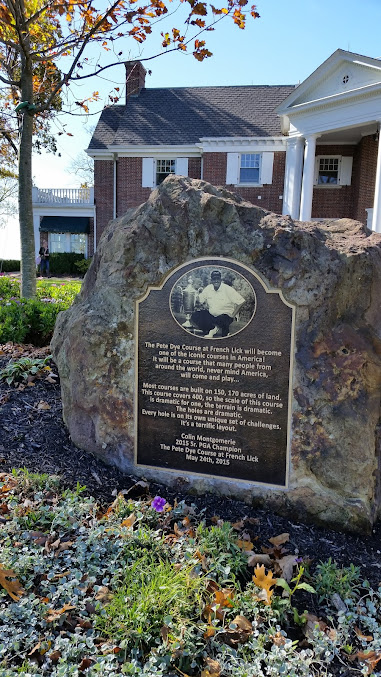 The Pete Dye Course at French Lick will become
one of the iconic courses in America!
It will be a course that many people from
around the world, never mind America,
will come and play...
Most courses are built on 150, 170 acres of land.
This course covers 400, so the scale of this course
is dramatic for one, the terrain is dramatic.
The holes are dramatic.
Every hole is on its own unique set of challenges.
It's a terrific layout.
Colin Montgomerie
2015 Sr. PGA Champion
The Pete Dye Course at French Lick
May 24th, 2015